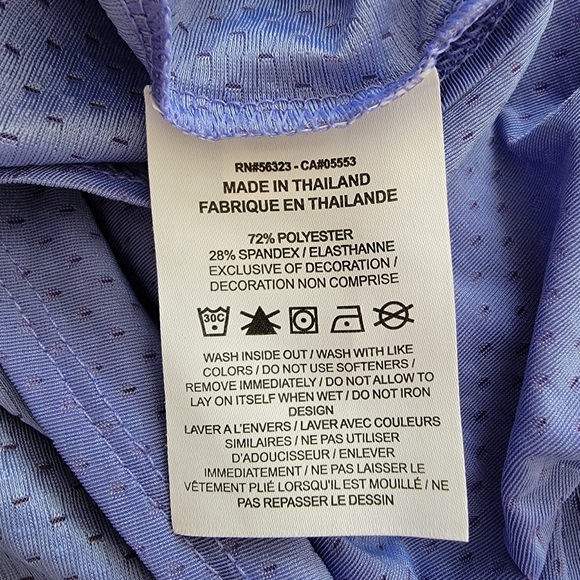 RN#56323 - CA#05553
MADE IN THAILAND
FABRIQUE EN THAILANDE
72% POLYESTER
28% SPANDEX / ELASTHANNE
EXCLUSIVE OF DECORATION /
DECORATION NON COMPRISE
30C
WASH INSIDE OUT / WASH WITH LIKE
COLORS / DO NOT USE SOFTENERS /
REMOVE IMMEDIATELY / DO NOT ALLOW TO
LAY ON ITSELF WHEN WET / DO NOT IRON
DESIGN
LAVER A L'ENVERS / LAVER AVEC COULEURS
SIMILAIRES / NE PAS UTILISER
D'ADOUCISSEUR / ENLEVER
IMMEDIATEMENT / NE PAS LAISSER LE
VÊTEMENT PLIÉ LORSQU'IL EST MOUILLÉ / NE
PAS REPASSER LE DESSIN